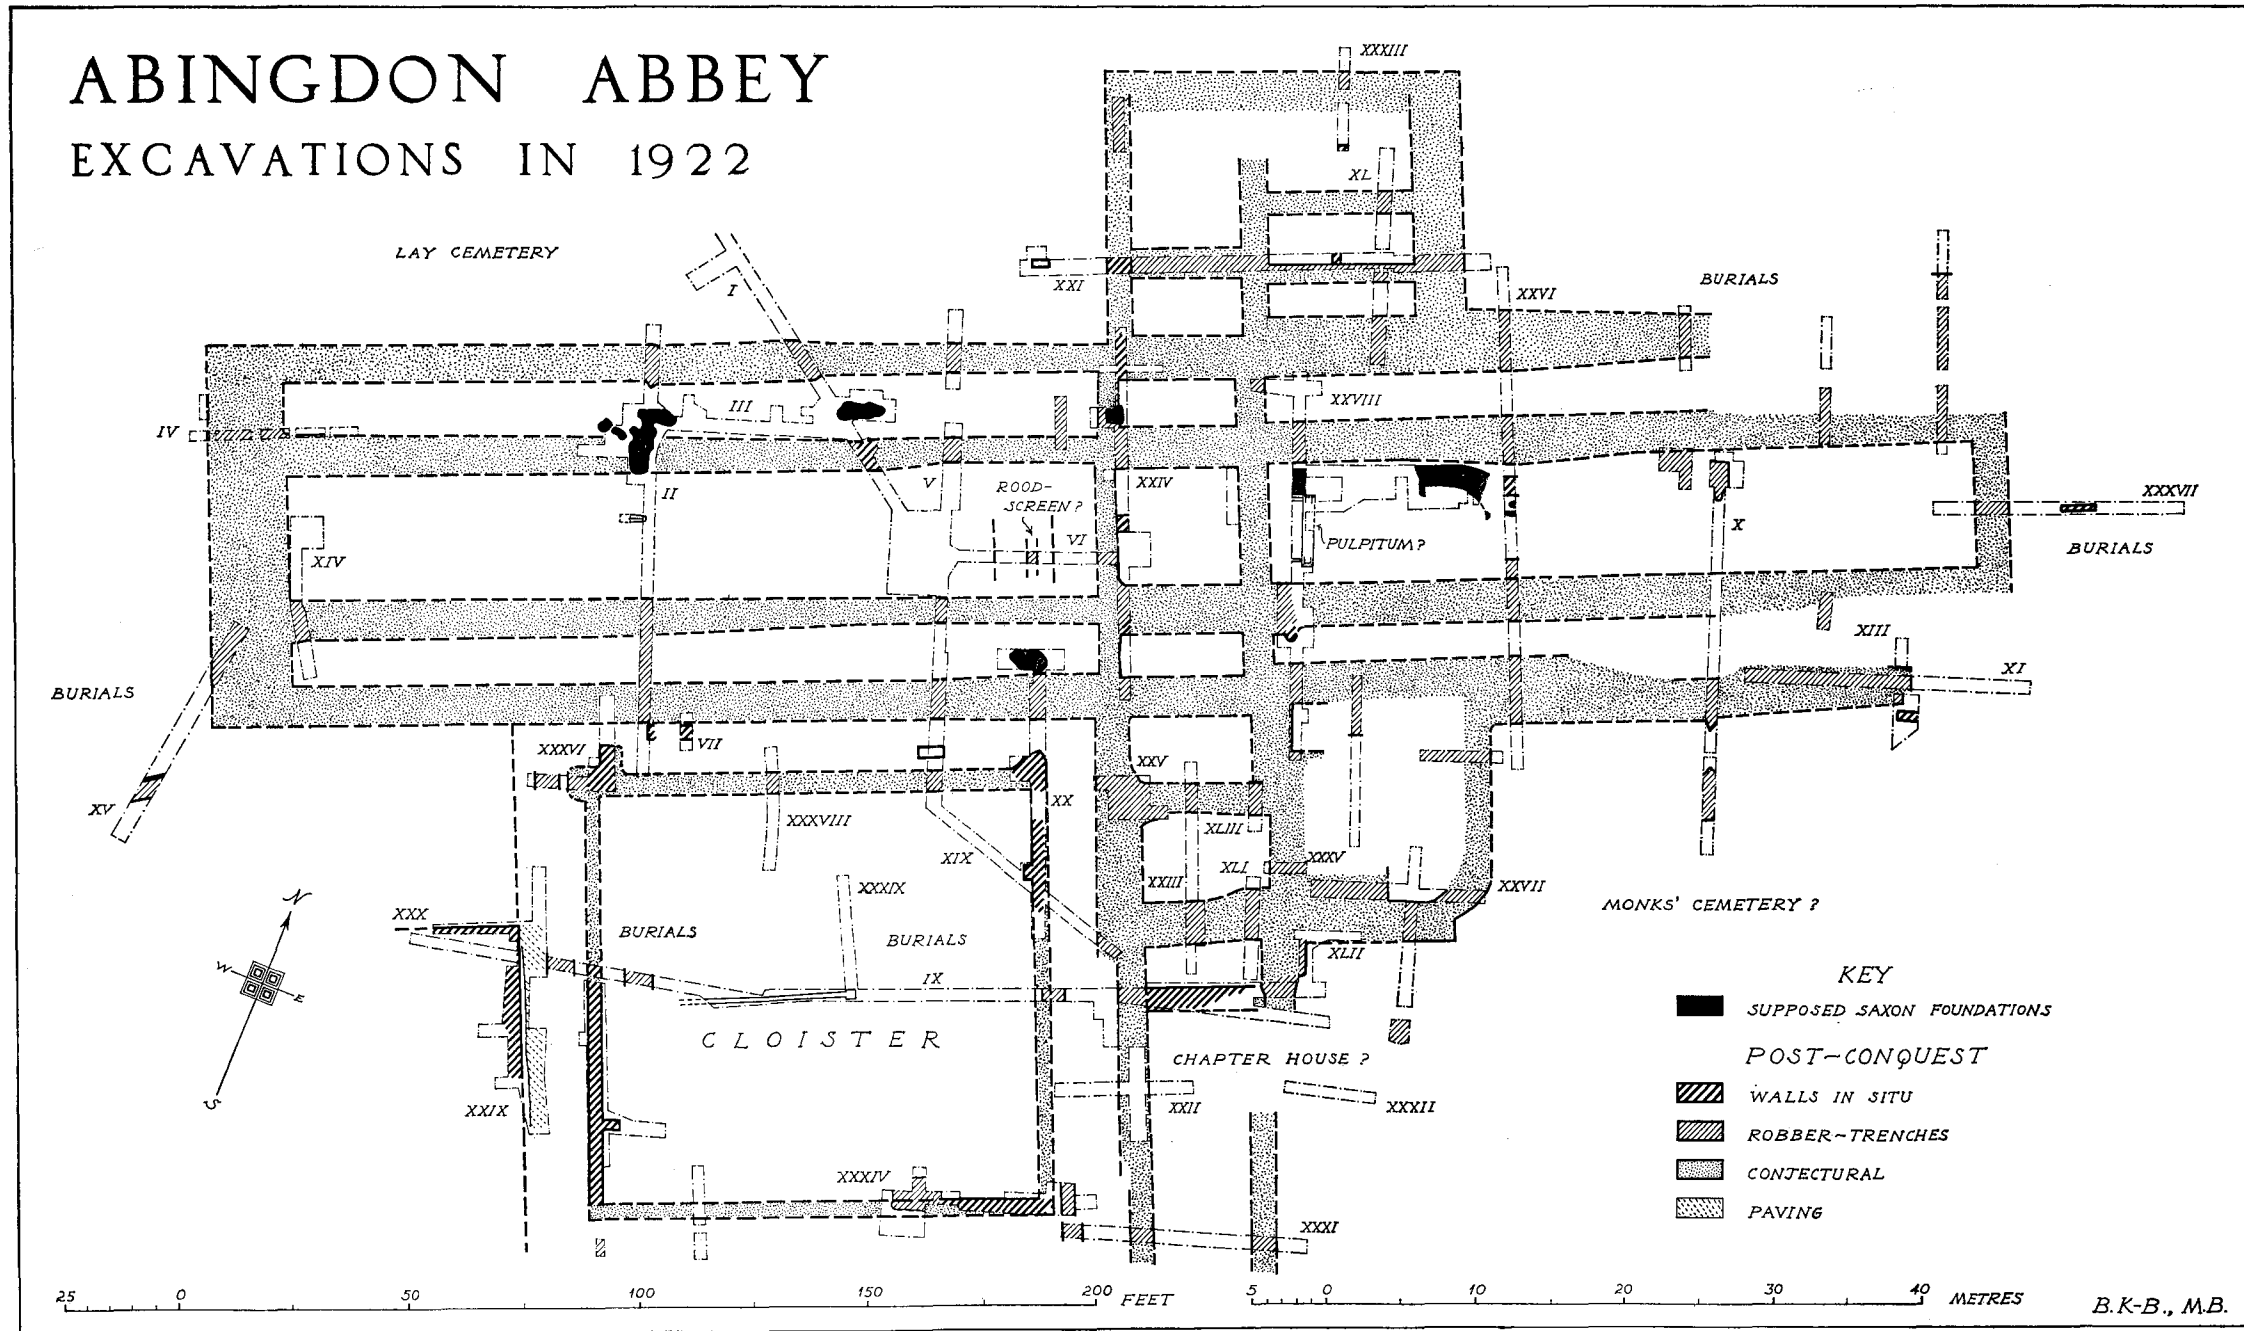 ABINGDON ABBEY
EXCAVATIONS IN 1922
XXXIII
XL
LAY CEMETERY
I
XXI
XXVI
BURIALS
III
XXVIII
IV
II
V
ROOD-
SCREEN?
XXIV
VI
PULPITUM?
X
XXXVII
BURIALS
XIV
XIII
XI
BURIALS
XXXVI
VII
XXV
XV
XX
XXXVIII
XLIII
XIX
XLI
XXXV
XXXIX
XXIII
XXVII
XXX
MONKS' CEMETERY?
N
W
E
S
BURIALS
BURIALS
XLII
IX
CLOISTER
CHAPTER HOUSE?
XXIX
XXII
XXXII
XXXIV
XXXI
KEY
SUPPOSED SAXON FOUNDATIONS
POST-CONQUEST
WALLS IN SITU
ROBBER-TRENCHES
CONJECTURAL
PAVING
25 0 50 100 150 200 FEET
5 0 10 20 30 40 METRES
B.K-B., M.B.